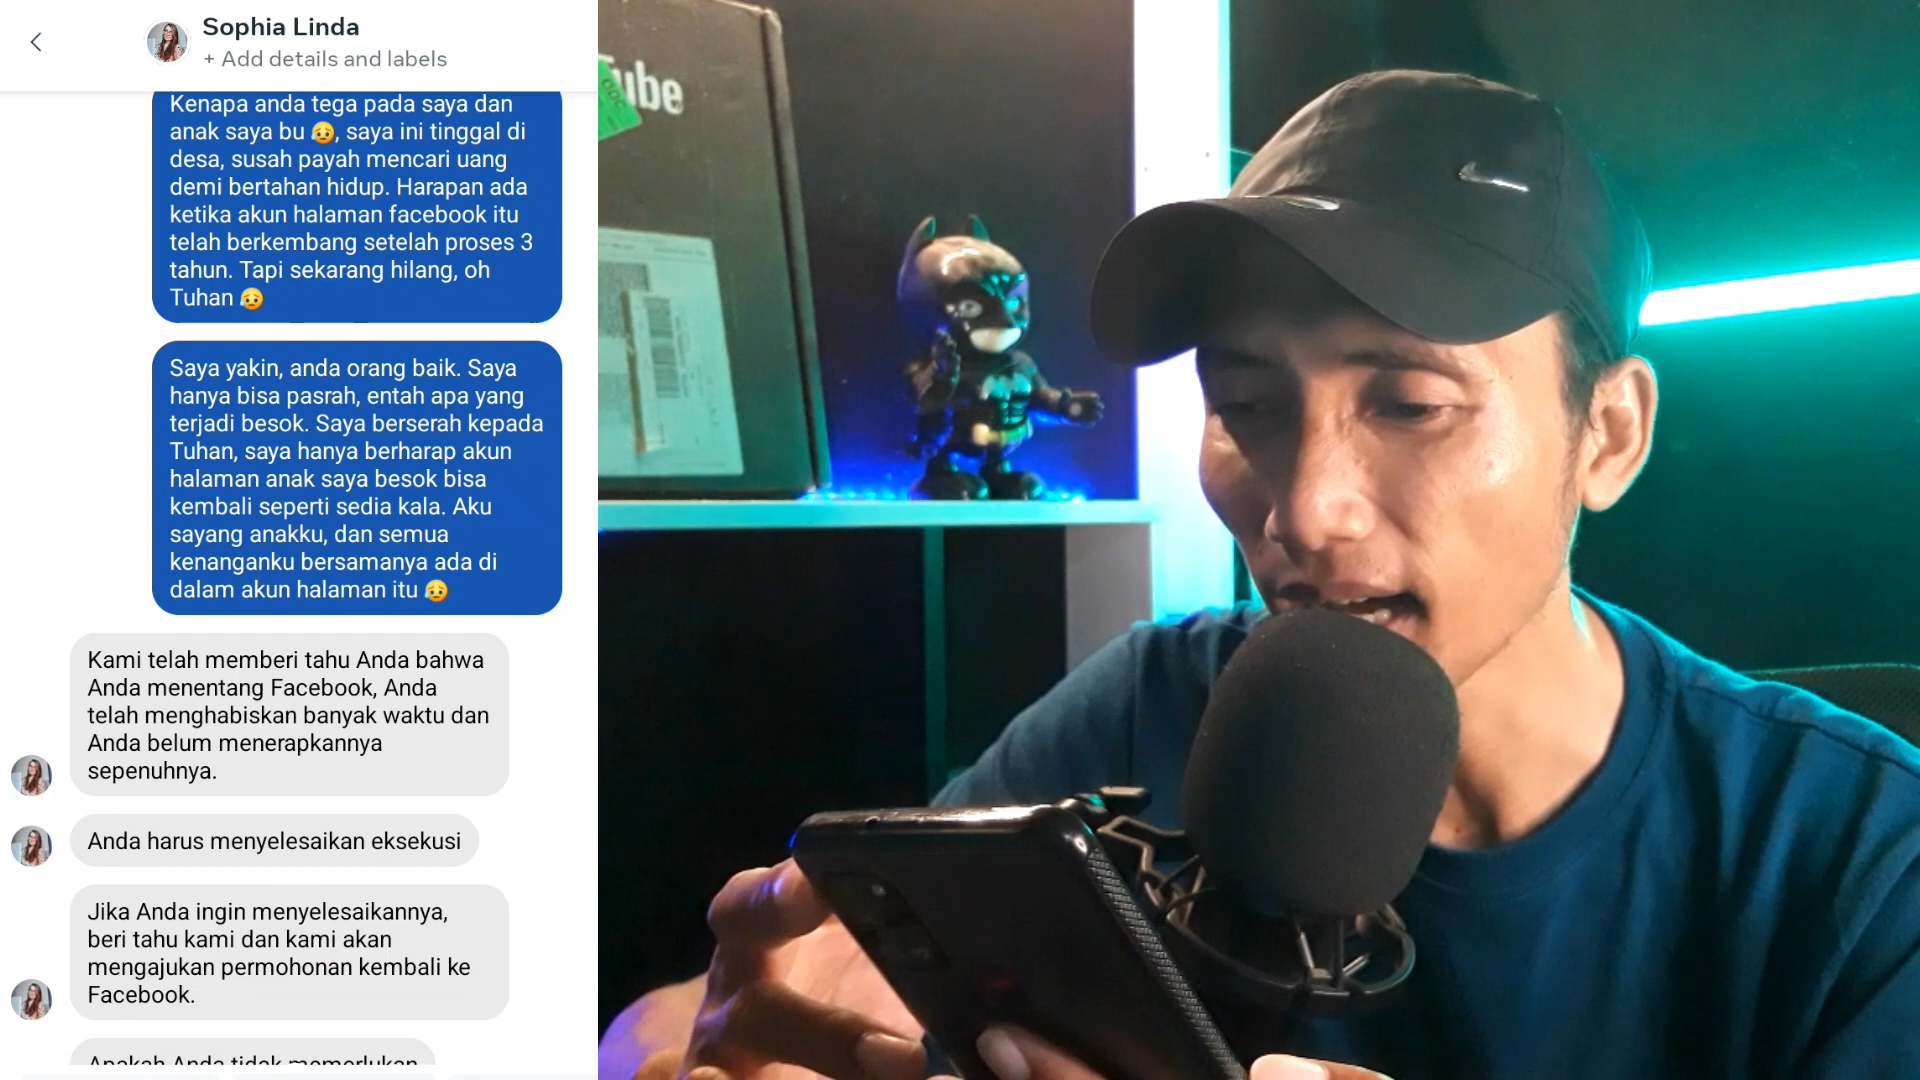 Sophia Linda
+ Add details and labels
Kenapa anda tega pada saya dan
anak saya bu 😥, saya ini tinggal di
desa, susah payah mencari uang
demi bertahan hidup. Harapan ada
ketika akun halaman facebook itu
telah berkembang setelah proses 3
tahun. Tapi sekarang hilang, oh
Tuhan 😥
Saya yakin, anda orang baik. Saya
hanya bisa pasrah, entah apa yang
terjadi besok. Saya berserah kepada
Tuhan, saya hanya berharap akun
halaman anak saya besok bisa
kembali seperti sedia kala. Aku
sayang anakku, dan semua
kenanganku bersamanya ada di
dalam akun halaman itu 😥
Kami telah memberi tahu Anda bahwa
Anda menentang Facebook, Anda
telah menghabiskan banyak waktu dan
Anda belum menerapkannya
sepenuhnya.
Anda harus menyelesaikan eksekusi
Jika Anda ingin menyelesaikannya,
beri tahu kami dan kami akan
mengajukan permohonan kembali ke
Facebook.
Apakah Anda tidak memerlukan
ube